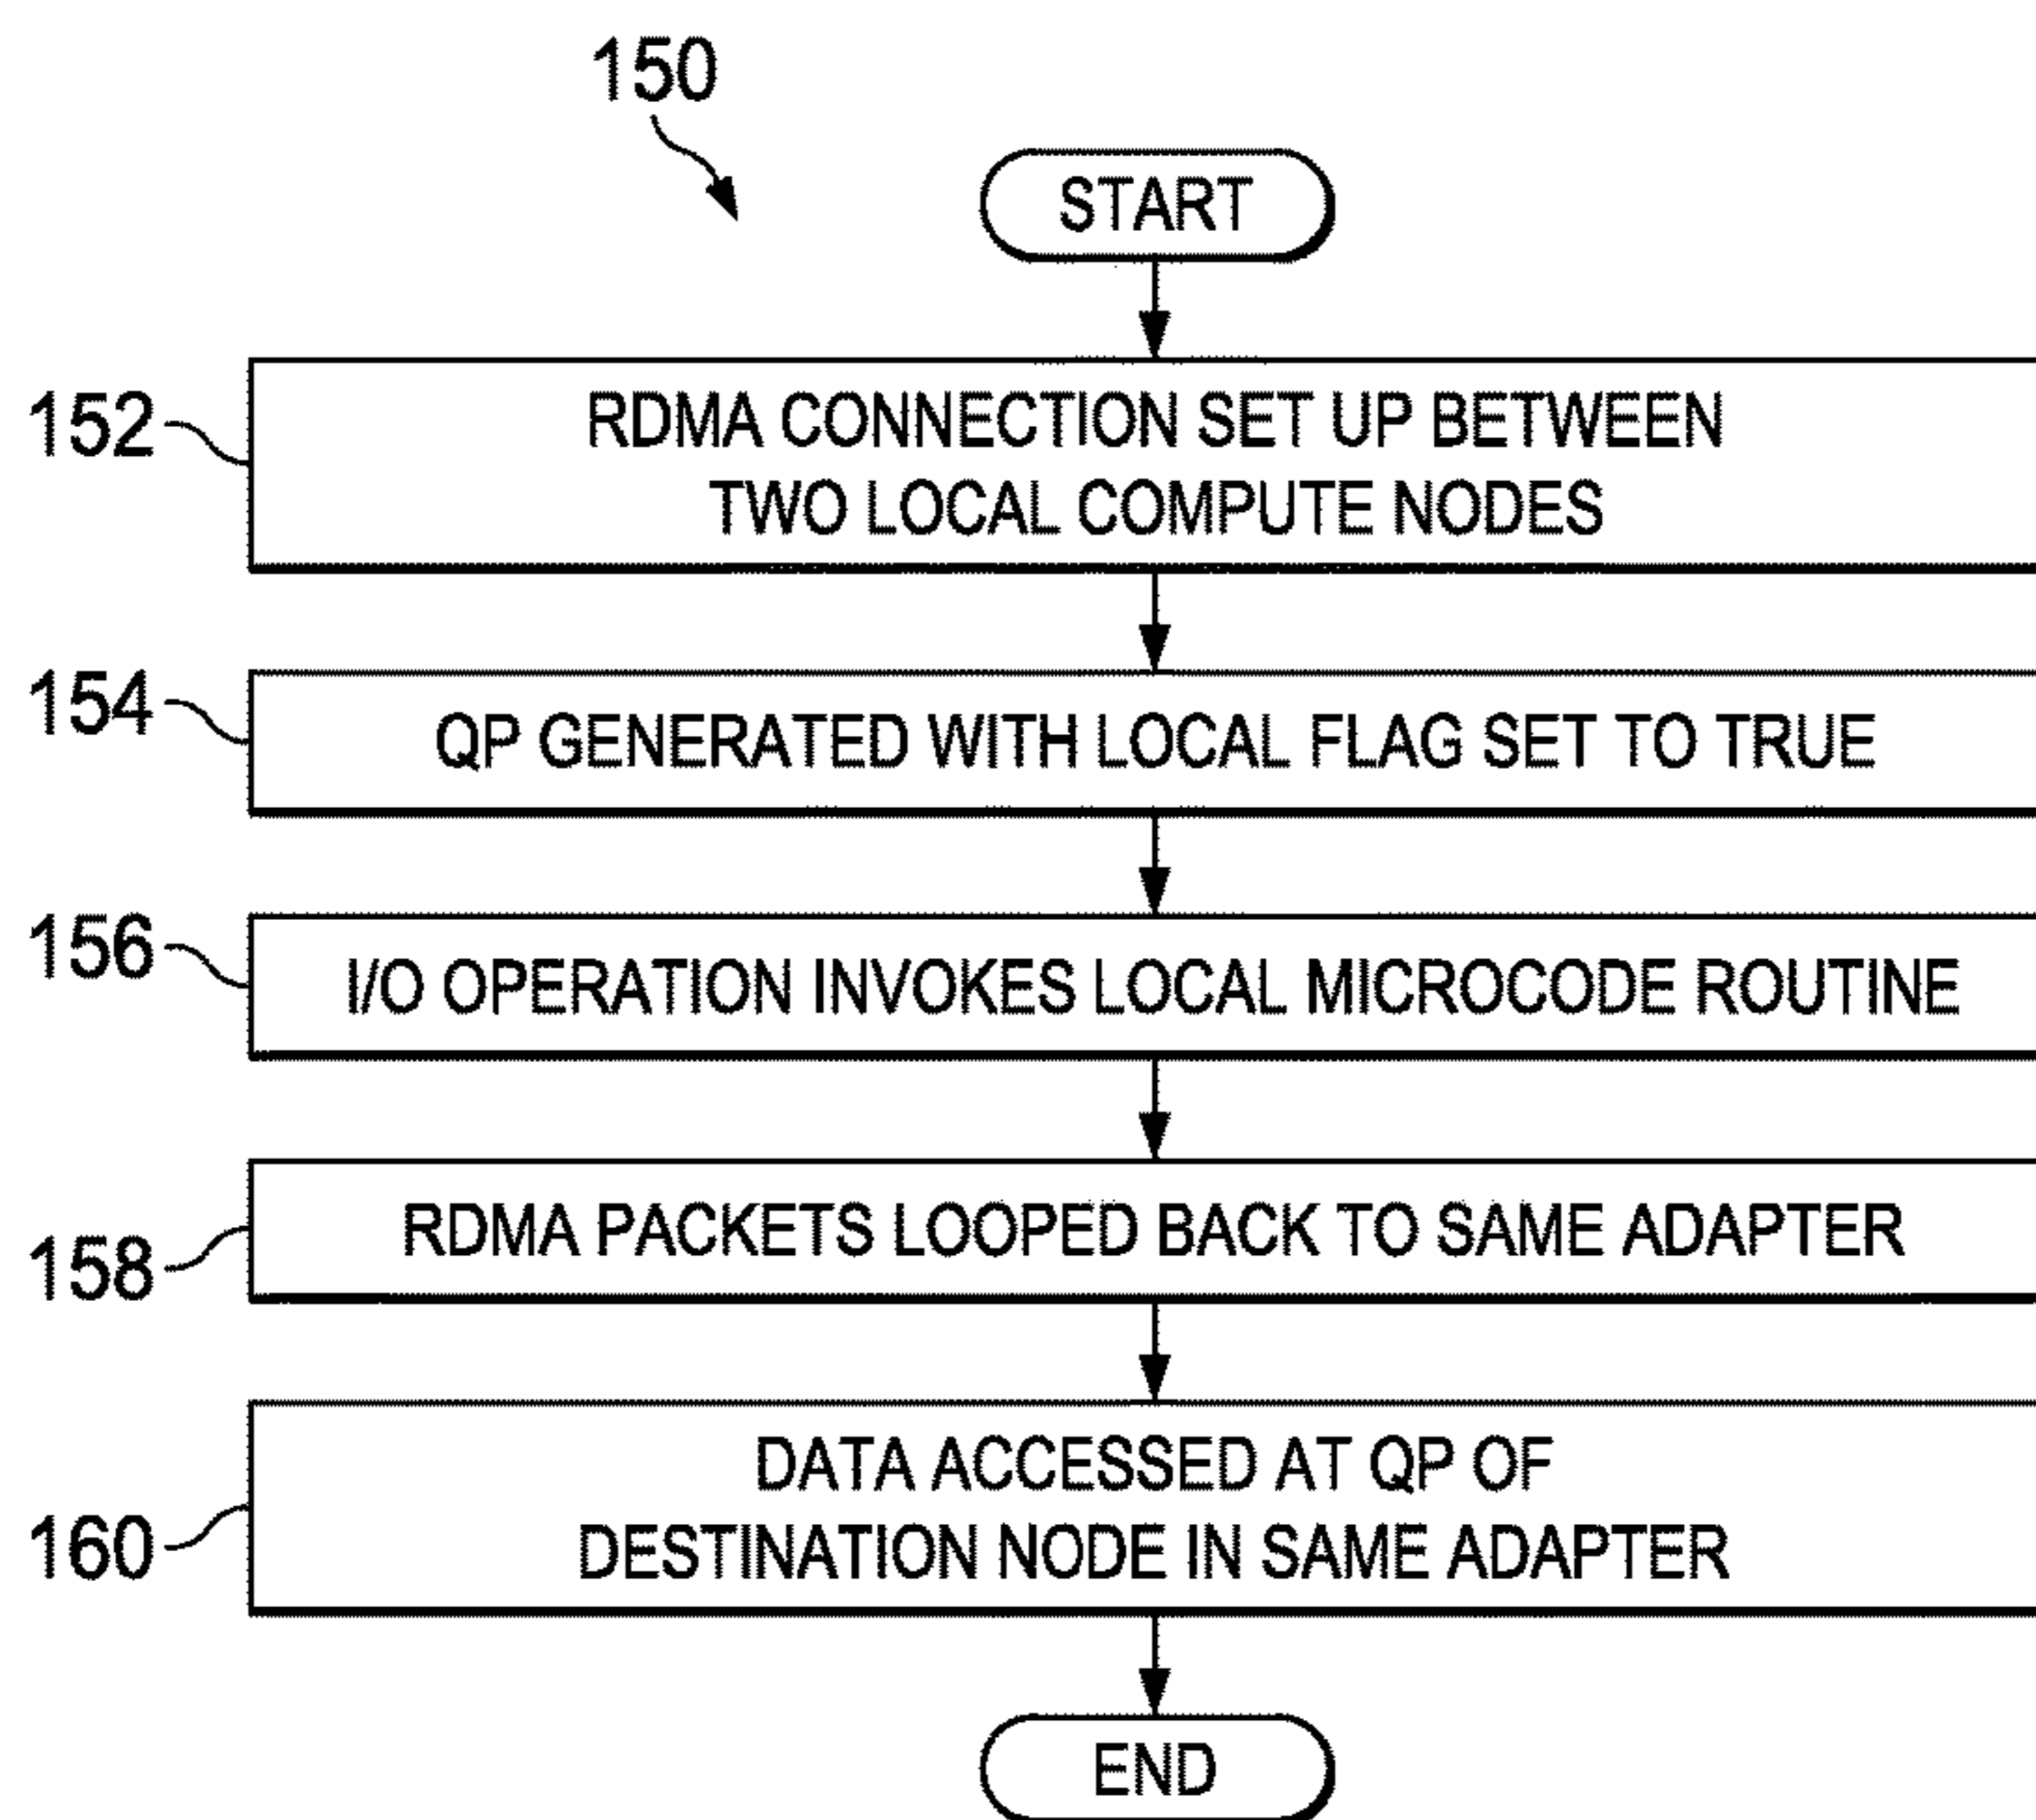 150
START
152
RDMA CONNECTION SET UP BETWEEN
TWO LOCAL COMPUTE NODES
154
QP GENERATED WITH LOCAL FLAG SET TO TRUE
156
I/O OPERATION INVOKES LOCAL MICROCODE ROUTINE
158
RDMA PACKETS LOOPED BACK TO SAME ADAPTER
160
DATA ACCESSED AT QP OF
DESTINATION NODE IN SAME ADAPTER
END